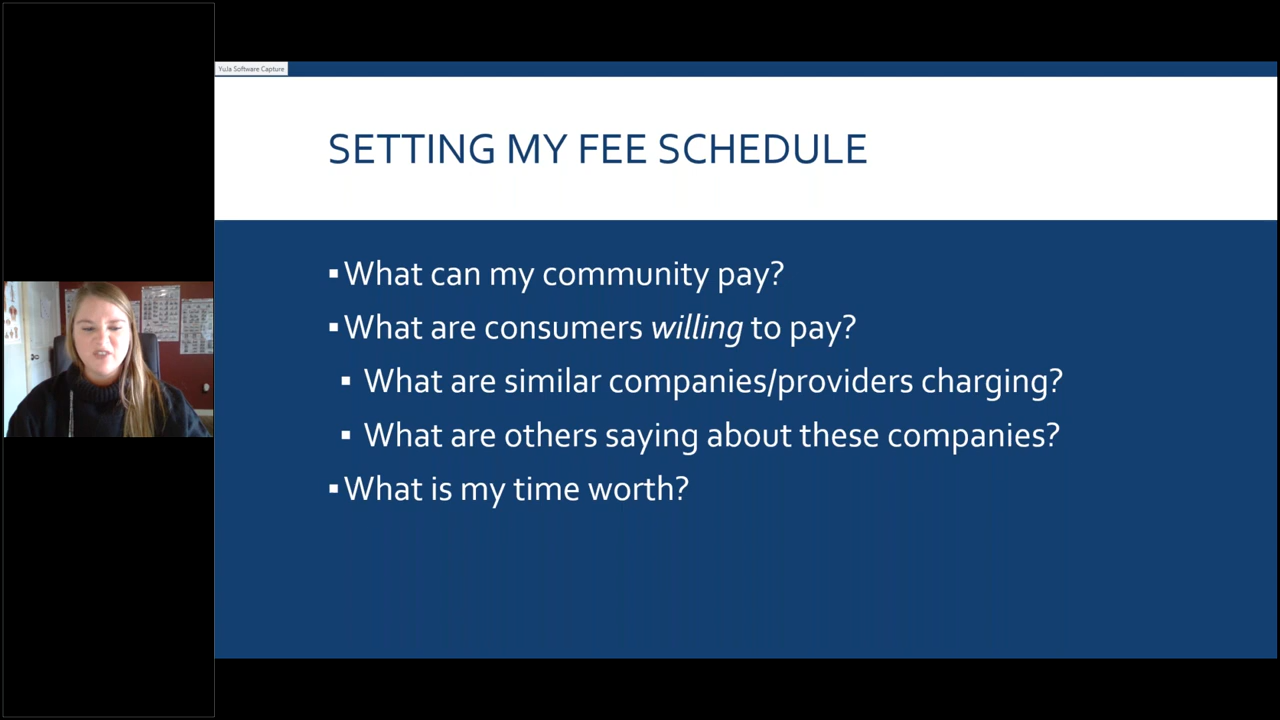 YuJa Software Capture
SETTING MY FEE SCHEDULE
▪What can my community pay?
▪What are consumers willing to pay?
▪ What are similar companies/providers charging?
▪ What are others saying about these companies?
▪What is my time worth?